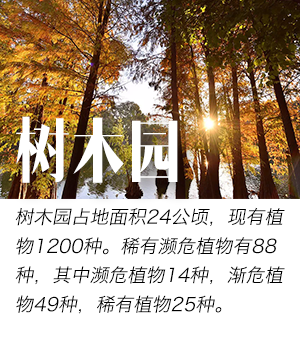 树木园
树木园占地面积24公顷，现有植
物1200种。稀有濒危植物有88
种，其中濒危植物14种，渐危植
物49种，稀有植物25种。